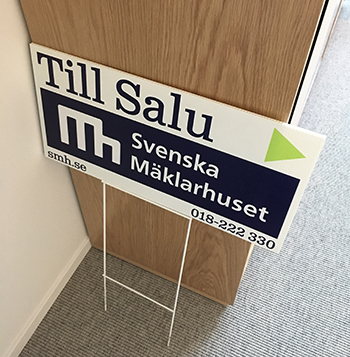 Till Salu
mh Svenska
Mäklarhuset
smh.se
018-222 330